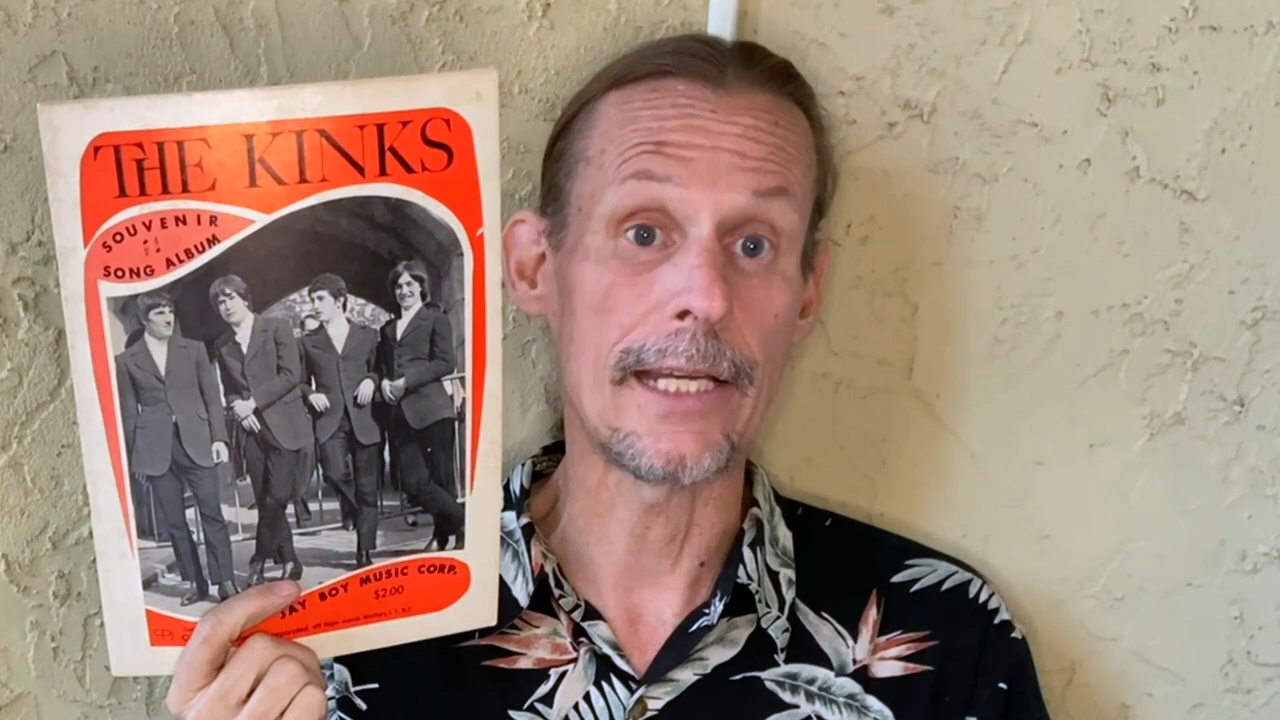 THE KINKS
SOUVENIR
SONG ALBUM
JAY BOY MUSIC CORP.
$2.00